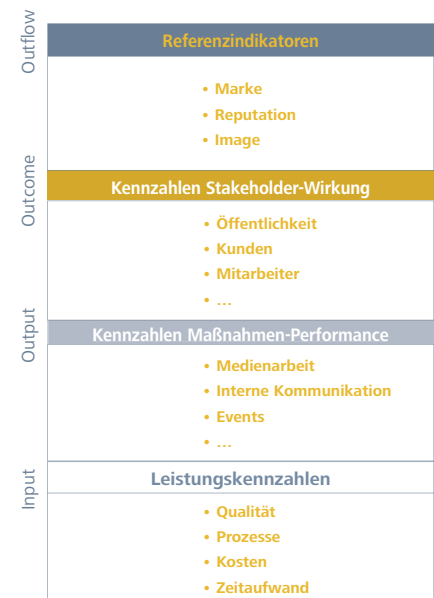 Outflow
Referenzindikatoren
• Marke
• Reputation
• Image
Outcome
Kennzahlen Stakeholder-Wirkung
• Öffentlichkeit
• Kunden
• Mitarbeiter
• ...
Output
Kennzahlen Maßnahmen-Performance
• Medienarbeit
• Interne Kommunikation
• Events
• ...
Input
Leistungskennzahlen
• Qualität
• Prozesse
• Kosten
• Zeitaufwand